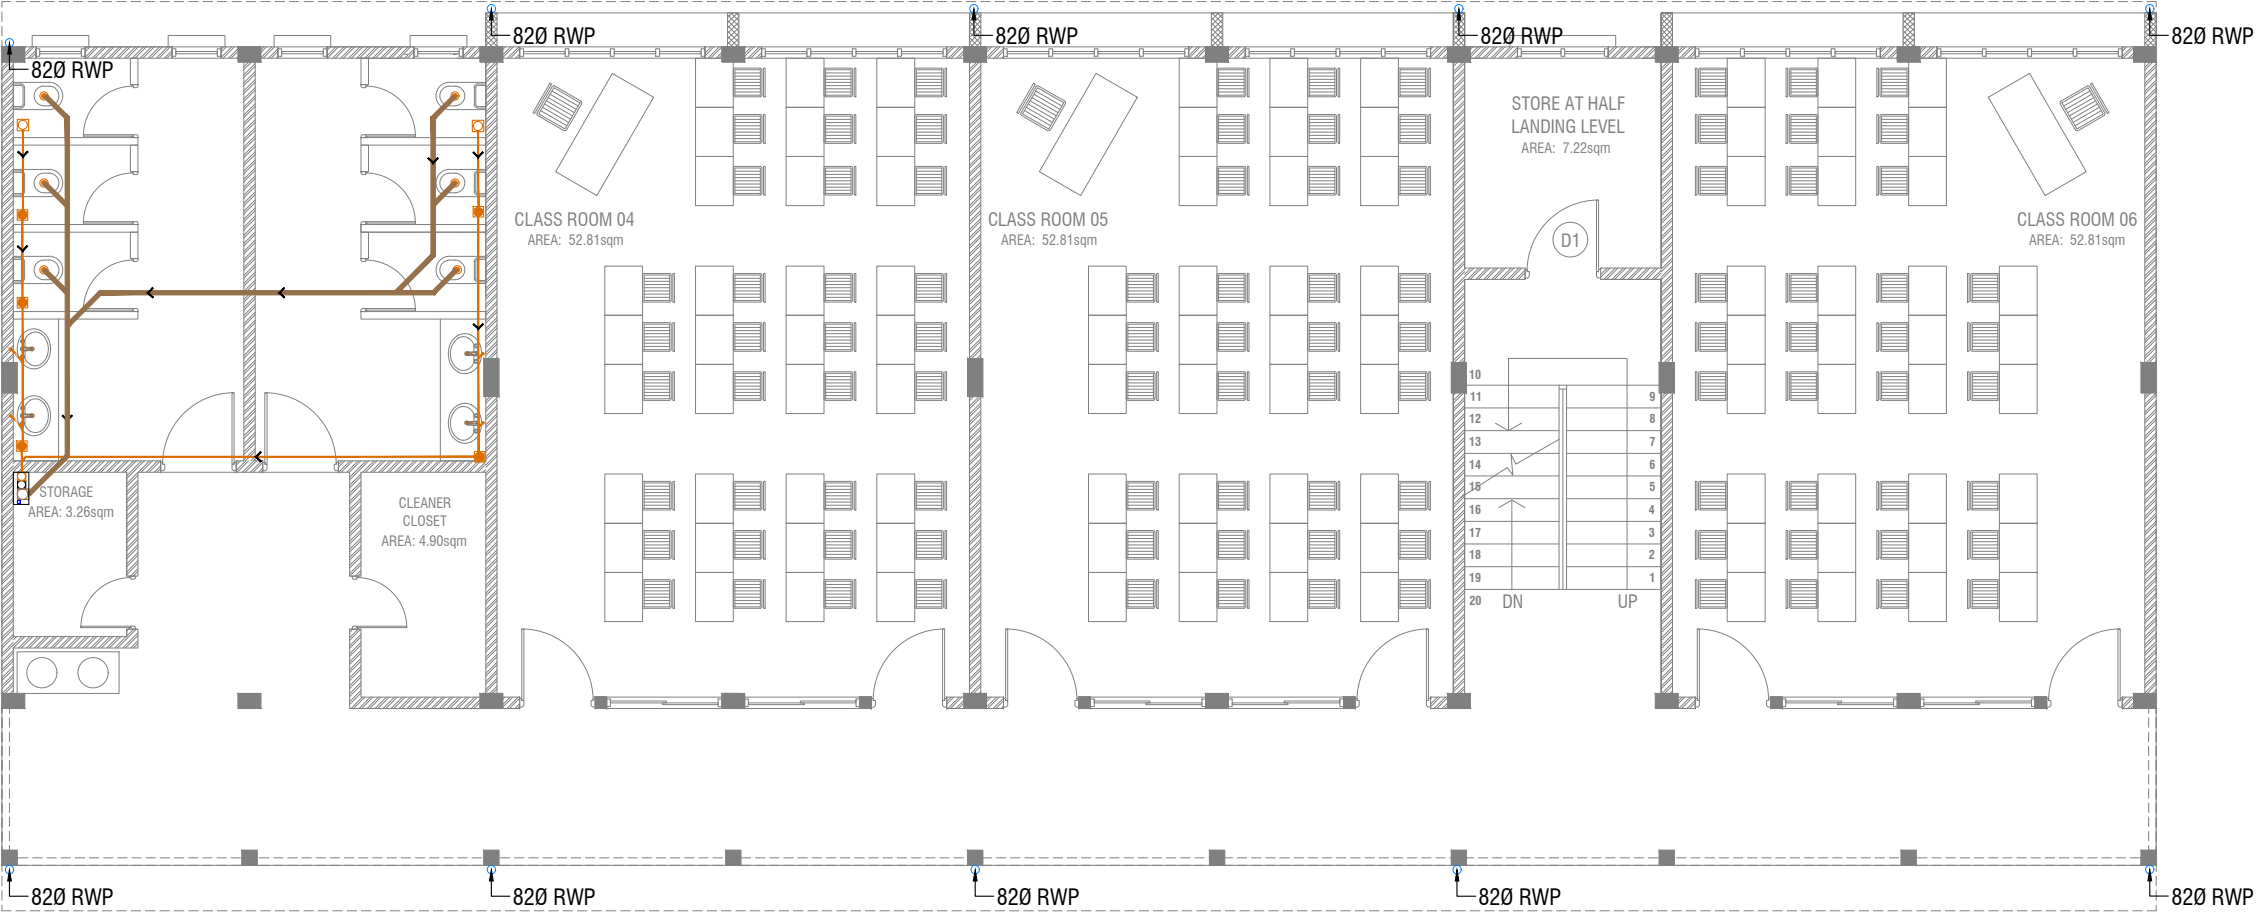 82Ø RWP
82Ø RWP
82Ø RWP
82Ø RWP
82Ø RWP
STORE AT HALF
LANDING LEVEL
AREA: 7.22sqm
CLASS ROOM 04
AREA: 52.81sqm
CLASS ROOM 05
AREA: 52.81sqm
D1
CLASS ROOM 06
AREA: 52.81sqm
10
11
12
13
14
15
16
17
18
19
20
9
8
7
6
5
4
3
2
1
DN
UP
STORAGE
AREA: 3.26sqm
CLEANER
CLOSET
AREA: 4.90sqm
82Ø RWP
82Ø RWP
82Ø RWP
82Ø RWP
82Ø RWP